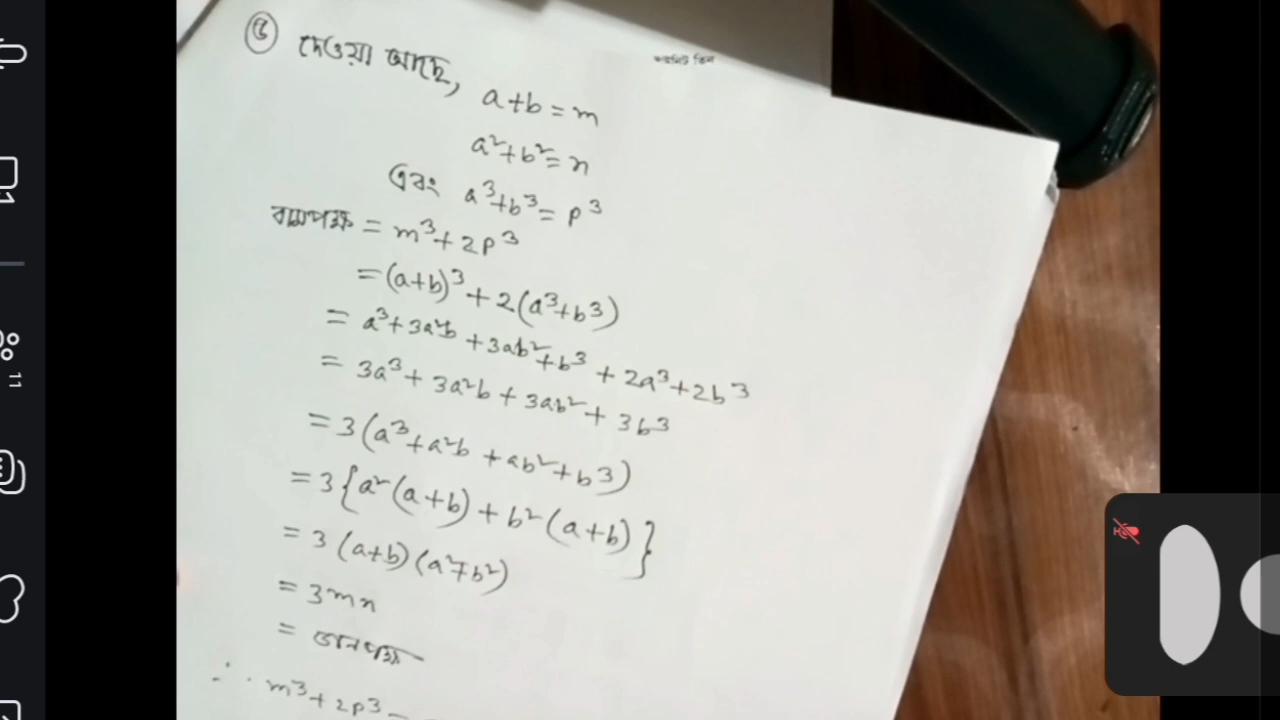 ⓑ দেওয়া আছে, a+b = m
a²+b² = n
এবং a³+b³ = p³
বামপক্ষ = m³+2p³
= (a+b)³ + 2(a³+b³)
= a³+3a²b+3ab²+b³+2a³+2b³
= 3a³+3a²b+3ab²+3b³
= 3(a³+a²b+ab²+b³)
= 3{a²(a+b)+b²(a+b)}
= 3(a+b)(a²+b²)
= 3mn
= ডানপক্ষ
∴ m³+2p³ =
11